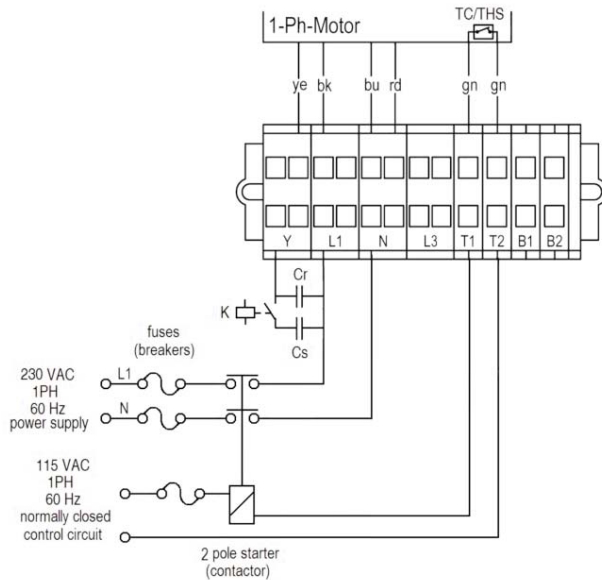 TC/THS
1-Ph-Motor
ye bk bu rd gn gn
Y L1 N L3 T1 T2 B1 B2
Cr
K
Cs
fuses
(breakers)
230 VAC
1PH
60 Hz
power supply
L1
N
115 VAC
1PH
60 Hz
normally closed
control circuit
2 pole starter
(contactor)